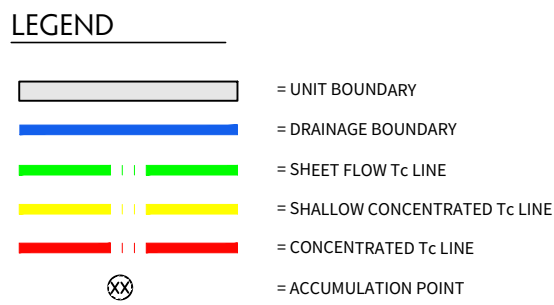 LEGEND
= UNIT BOUNDARY
= DRAINAGE BOUNDARY
= SHEET FLOW Tc LINE
= SHALLOW CONCENTRATED Tc LINE
= CONCENTRATED Tc LINE
XX = ACCUMULATION POINT